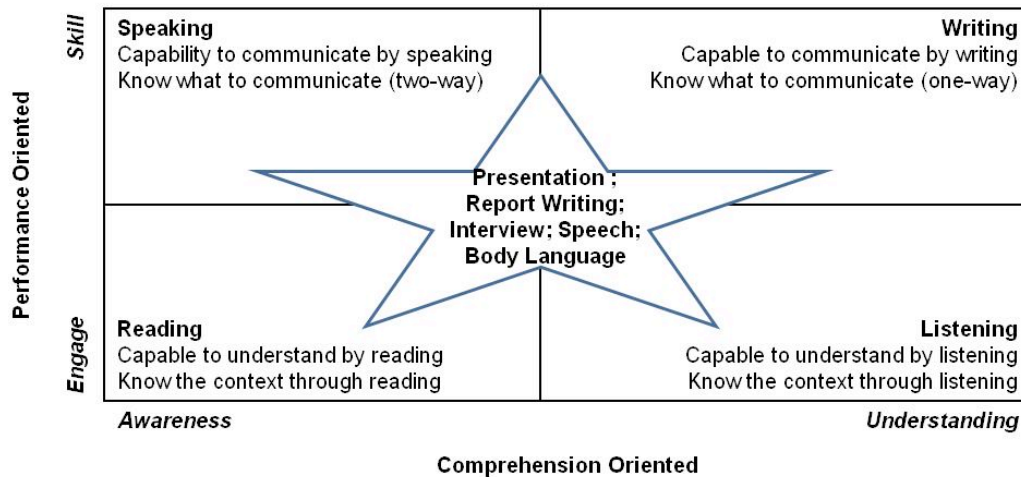 Performance Oriented
Skill
Engage
Speaking
Capability to communicate by speaking
Know what to communicate (two-way)
Writing
Capable to communicate by writing
Know what to communicate (one-way)
Presentation ;
Report Writing;
Interview; Speech;
Body Language
Reading
Capable to understand by reading
Know the context through reading
Listening
Capable to understand by listening
Know the context through listening
Awareness
Understanding
Comprehension Oriented